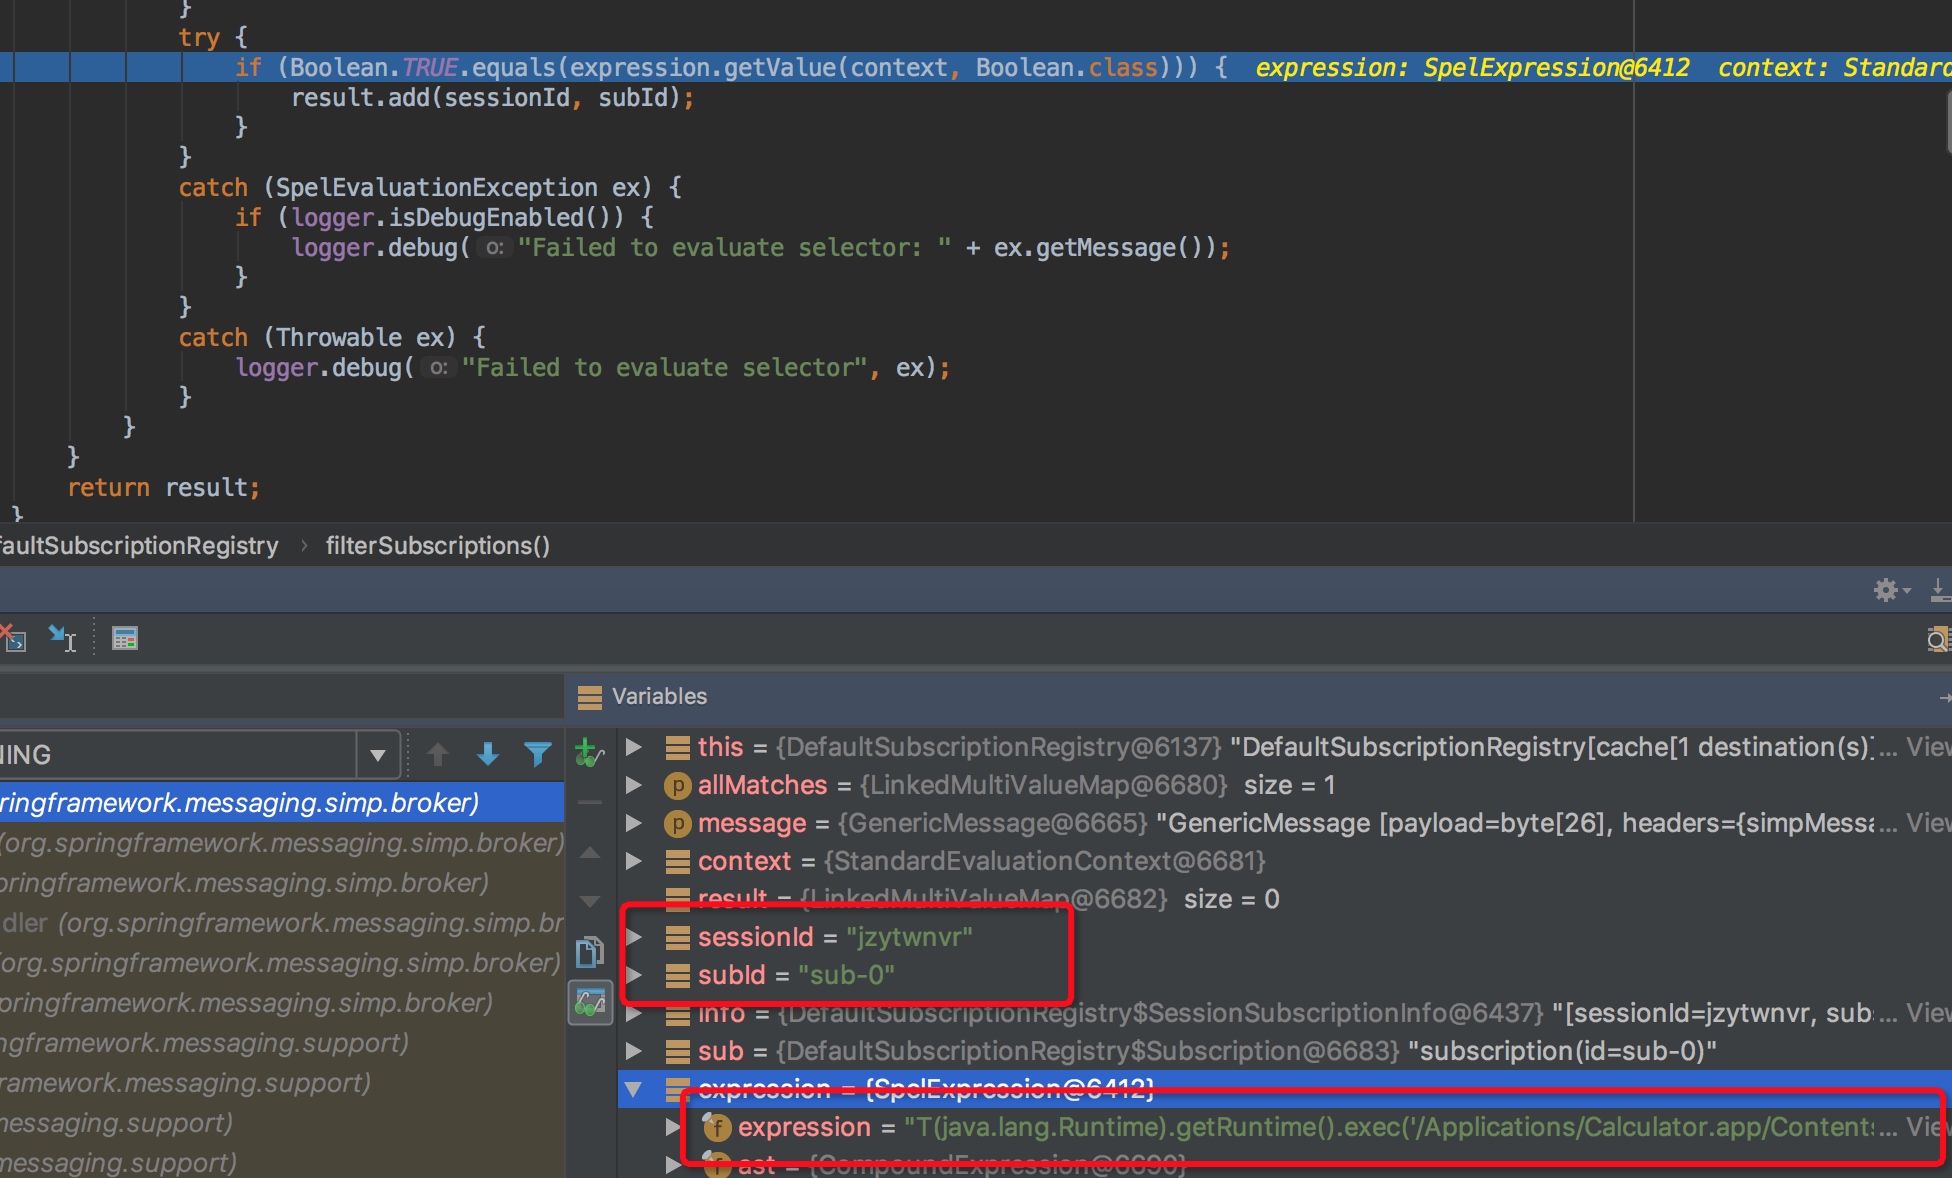 }
try {
if (Boolean.TRUE.equals(expression.getValue(context, Boolean.class))) {  expression: SpelExpression@6412  context: Standard
result.add(sessionId, subId);
}
}
catch (SpelEvaluationException ex) {
if (logger.isDebugEnabled()) {
logger.debug( o: "Failed to evaluate selector: " + ex.getMessage());
}
}
catch (Throwable ex) {
logger.debug( o: "Failed to evaluate selector", ex);
}
}
}
return result;
}
faultSubscriptionRegistry › filterSubscriptions()
Variables
NING
ringframework.messaging.simp.broker)
(org.springframework.messaging.simp.broker)
pringframework.messaging.simp.broker)
dler (org.springframework.messaging.simp.br
(org.springframework.messaging.simp.broker)
springframework.messaging.simp.broker)
ngframework.messaging.support)
ramework.messaging.support)
messaging.support)
messaging.support)
this = {DefaultSubscriptionRegistry@6137} "DefaultSubscriptionRegistry[cache[1 destination(s)]... View
p allMatches = {LinkedMultiValueMap@6680} size = 1
p message = {GenericMessage@6665} "GenericMessage [payload=byte[26], headers={simpMessa... View
context = {StandardEvaluationContext@6681}
result = {LinkedMultiValueMap@6682} size = 0
sessionId = "jzytwnvr"
subId = "sub-0"
info = {DefaultSubscriptionRegistry$SessionSubscriptionInfo@6437} "[sessionId=jzytwnvr, sub... View
sub = {DefaultSubscriptionRegistry$Subscription@6683} "subscription(id=sub-0)"
expression = {SpelExpression@6412}
f expression = "T(java.lang.Runtime).getRuntime().exec('/Applications/Calculator.app/Contents... View
f ast = {CompoundExpression@6690}